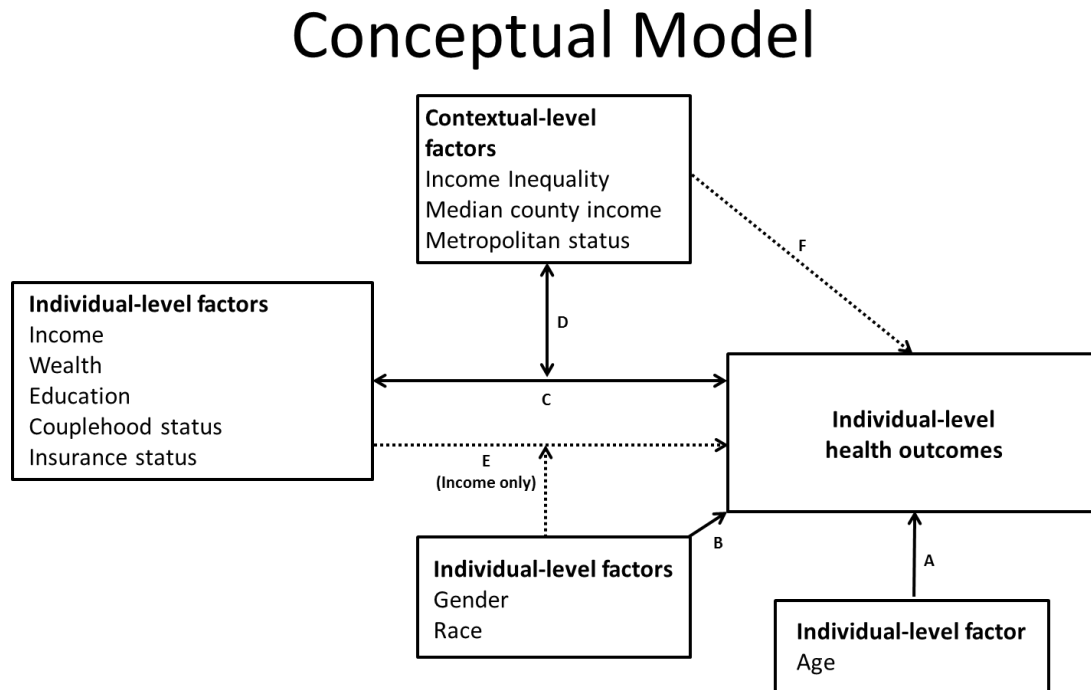 Conceptual Model
Contextual-level
factors
Income Inequality
Median county income
Metropolitan status
F
D
Individual-level factors
Income
Wealth
Education
Couplehood status
Insurance status
C
E
(Income only)
Individual-level
health outcomes
B
A
Individual-level factors
Gender
Race
Individual-level factor
Age